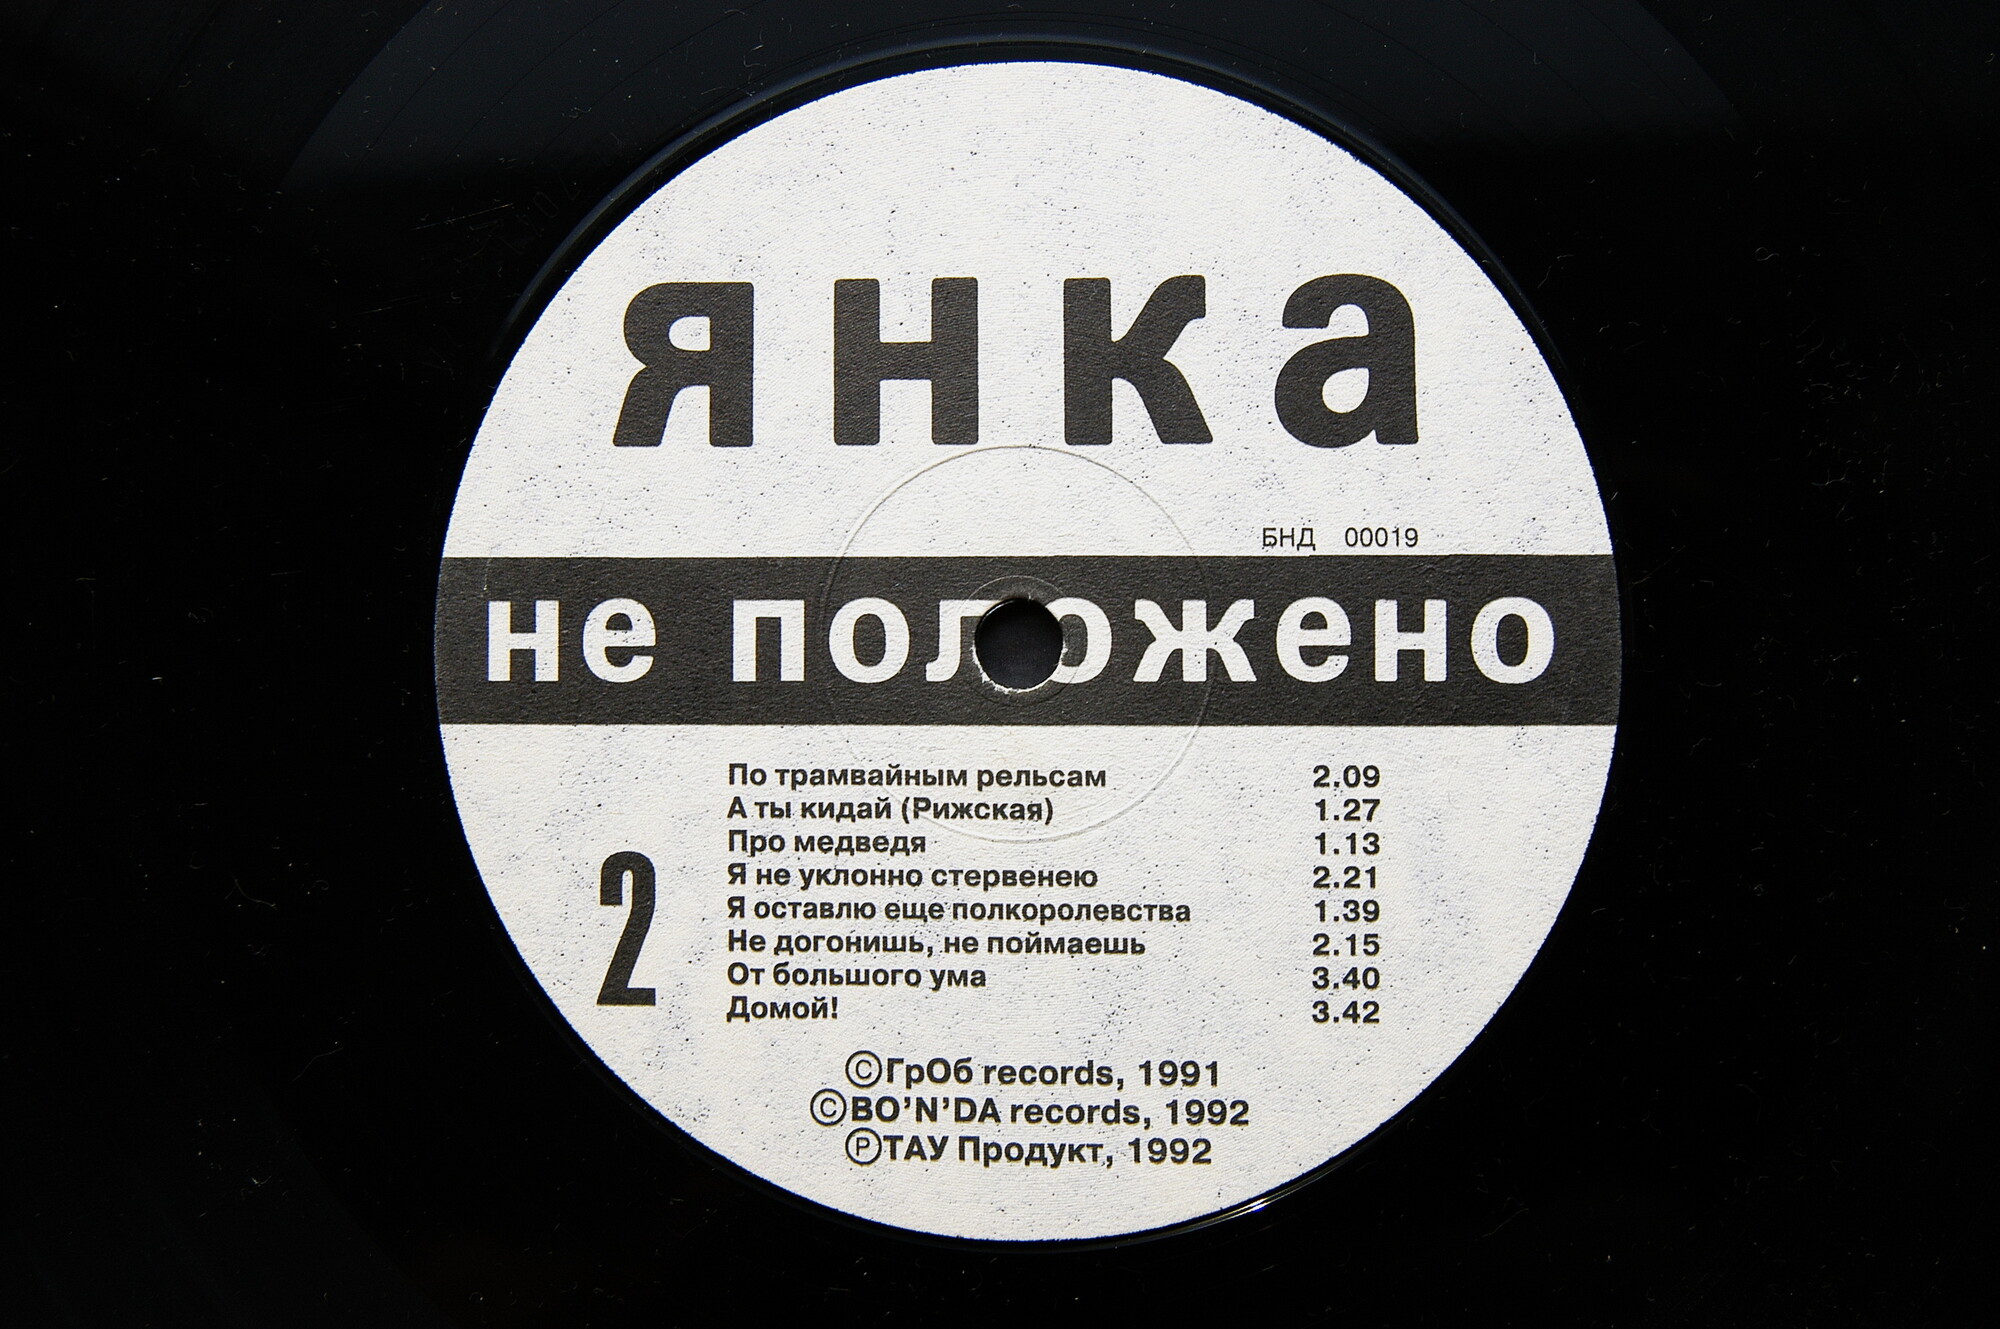 янка
БНД 00019
не положено
По трамвайным рельсам 2.09
А ты кидай (Рижская) 1.27
Про медведя 1.13
Я не уклонно стервенею 2.21
Я оставлю еще полкоролевства 1.39
Не догонишь, не поймаешь 2.15
От большого ума 3.40
Домой! 3.42
2
©ГрОб records, 1991
©BO’N’DA records, 1992
℗ТАУ Продукт, 1992